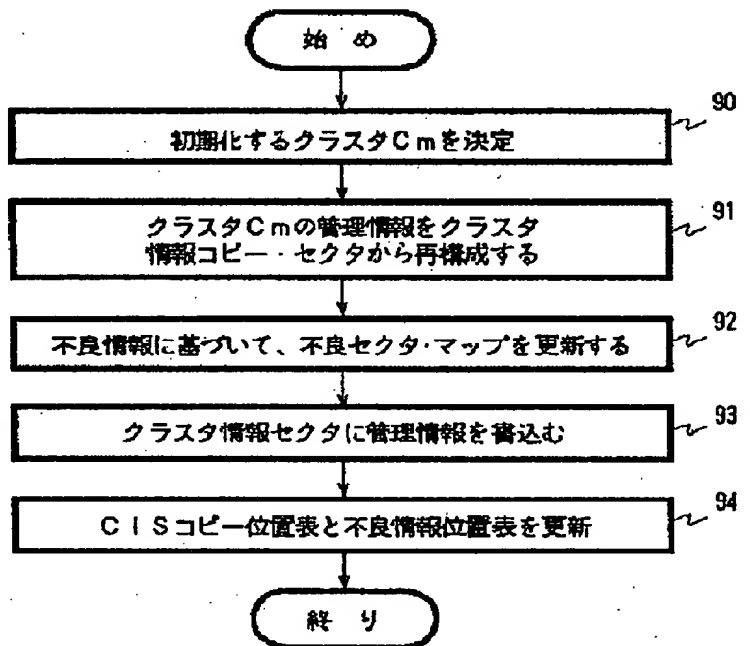 始 め
90
初期化するクラスタCmを決定
91
クラスタCmの管理情報をクラスタ
情報コピー・セクタから再構成する
92
不良情報に基づいて、不良セクタ・マップを更新する
93
クラスタ情報セクタに管理情報を書込む
94
CISコピー位置表と不良情報位置表を更新
終 り